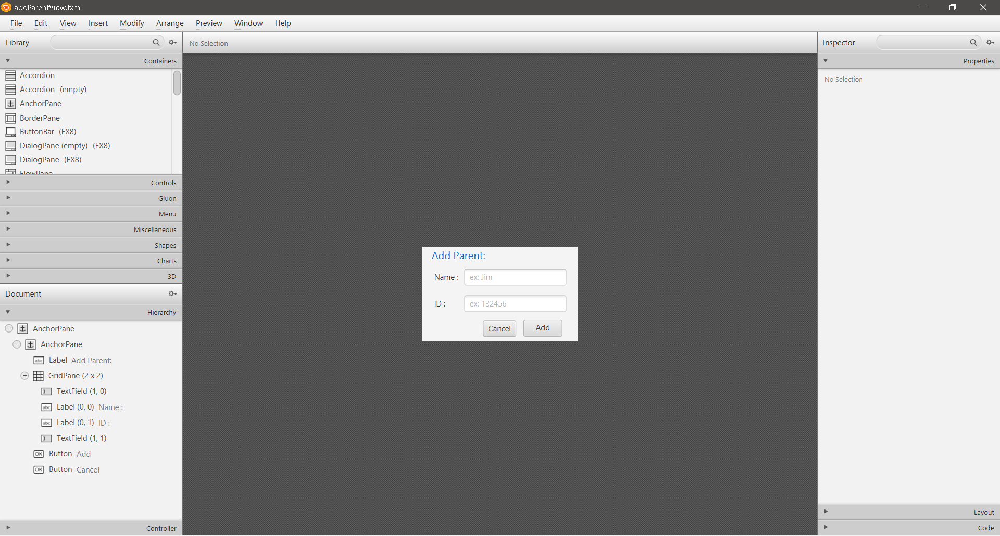 addParentView.fxml
File Edit View Insert Modify Arrange Preview Window Help
Library
No Selection
Containers
Accordion
Accordion (empty)
AnchorPane
BorderPane
ButtonBar (FX8)
DialogPane (empty) (FX8)
DialogPane (FX8)
FlowPane
Controls
Gluon
Menu
Miscellaneous
Shapes
Charts
3D
Document
Hierarchy
AnchorPane
AnchorPane
Label Add Parent:
GridPane (2 x 2)
TextField (1, 0)
Label (0, 0) Name :
Label (0, 1) ID :
TextField (1, 1)
Button Add
Button Cancel
Controller
Add Parent:
Name : ex: Jim
ID : ex: 132456
Cancel Add
Inspector
Properties
No Selection
Layout
Code